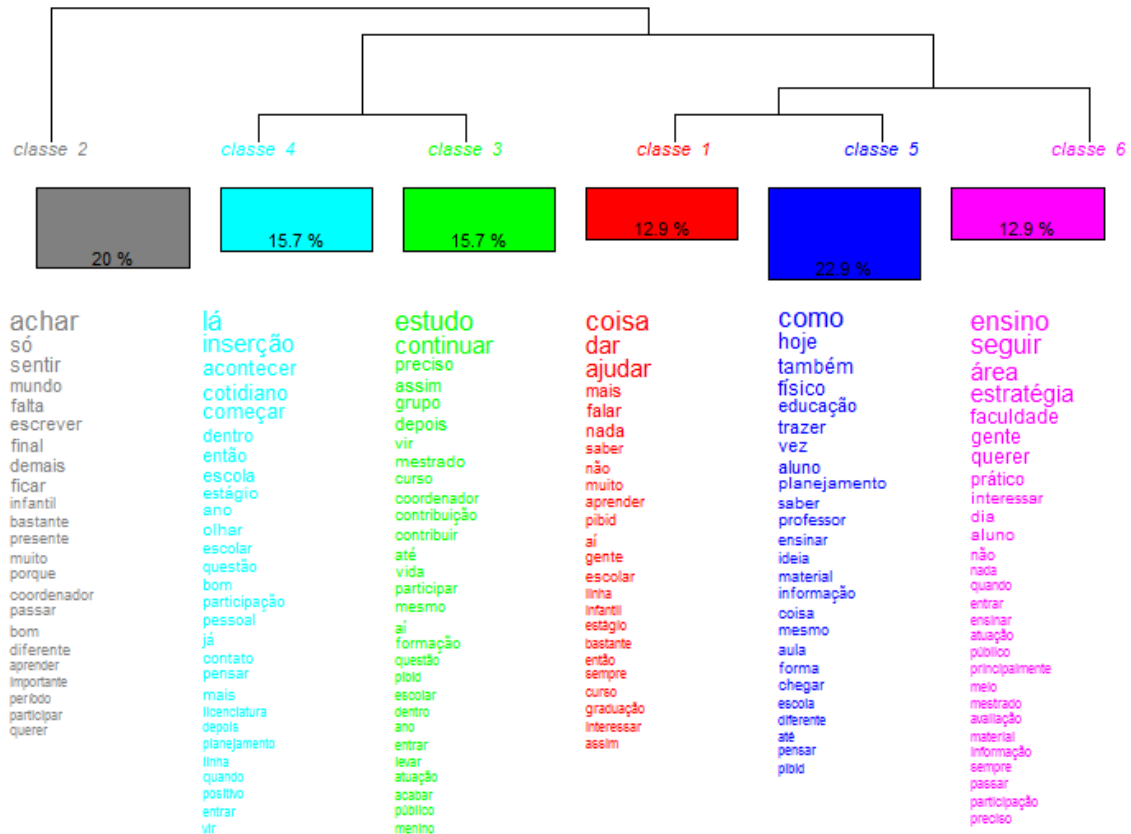 classe 2
classe 4
classe 3
classe 1
classe 5
classe 6
20 %
15.7 %
15.7 %
12.9 %
22.9 %
12.9 %
achar
só
sentir
mundo
falta
escrever
final
demais
ficar
infantil
bastante
presente
muito
porque
coordenador
passar
bom
diferente
aprender
importante
período
participar
querer
lá
inserção
acontecer
cotidiano
começar
dentro
então
escola
estágio
ano
olhar
escolar
questão
bom
participação
pessoal
já
contato
pensar
mais
licenciatura
depois
planejamento
linha
quando
positivo
entrar
vir
estudo
continuar
preciso
assim
grupo
depois
vir
mestrado
curso
coordenador
contribuição
contribuir
até
vida
participar
mesmo
aí
formação
questão
pibid
escolar
dentro
ano
entrar
levar
atuação
acabar
público
menino
coisa
dar
ajudar
mais
falar
nada
saber
não
muito
aprender
pibid
aí
gente
escolar
linha
infantil
estágio
bastante
então
sempre
curso
graduação
interessar
assim
como
hoje
também
físico
educação
trazer
vez
aluno
planejamento
saber
professor
ensinar
ideia
material
informação
coisa
mesmo
aula
forma
chegar
escola
diferente
até
pensar
pibid
ensino
seguir
área
estratégia
faculdade
gente
querer
prático
interessar
dia
aluno
não
nada
quando
entrar
ensinar
atuação
público
principalmente
meio
mestrado
avaliação
material
informação
sempre
passar
participação
preciso